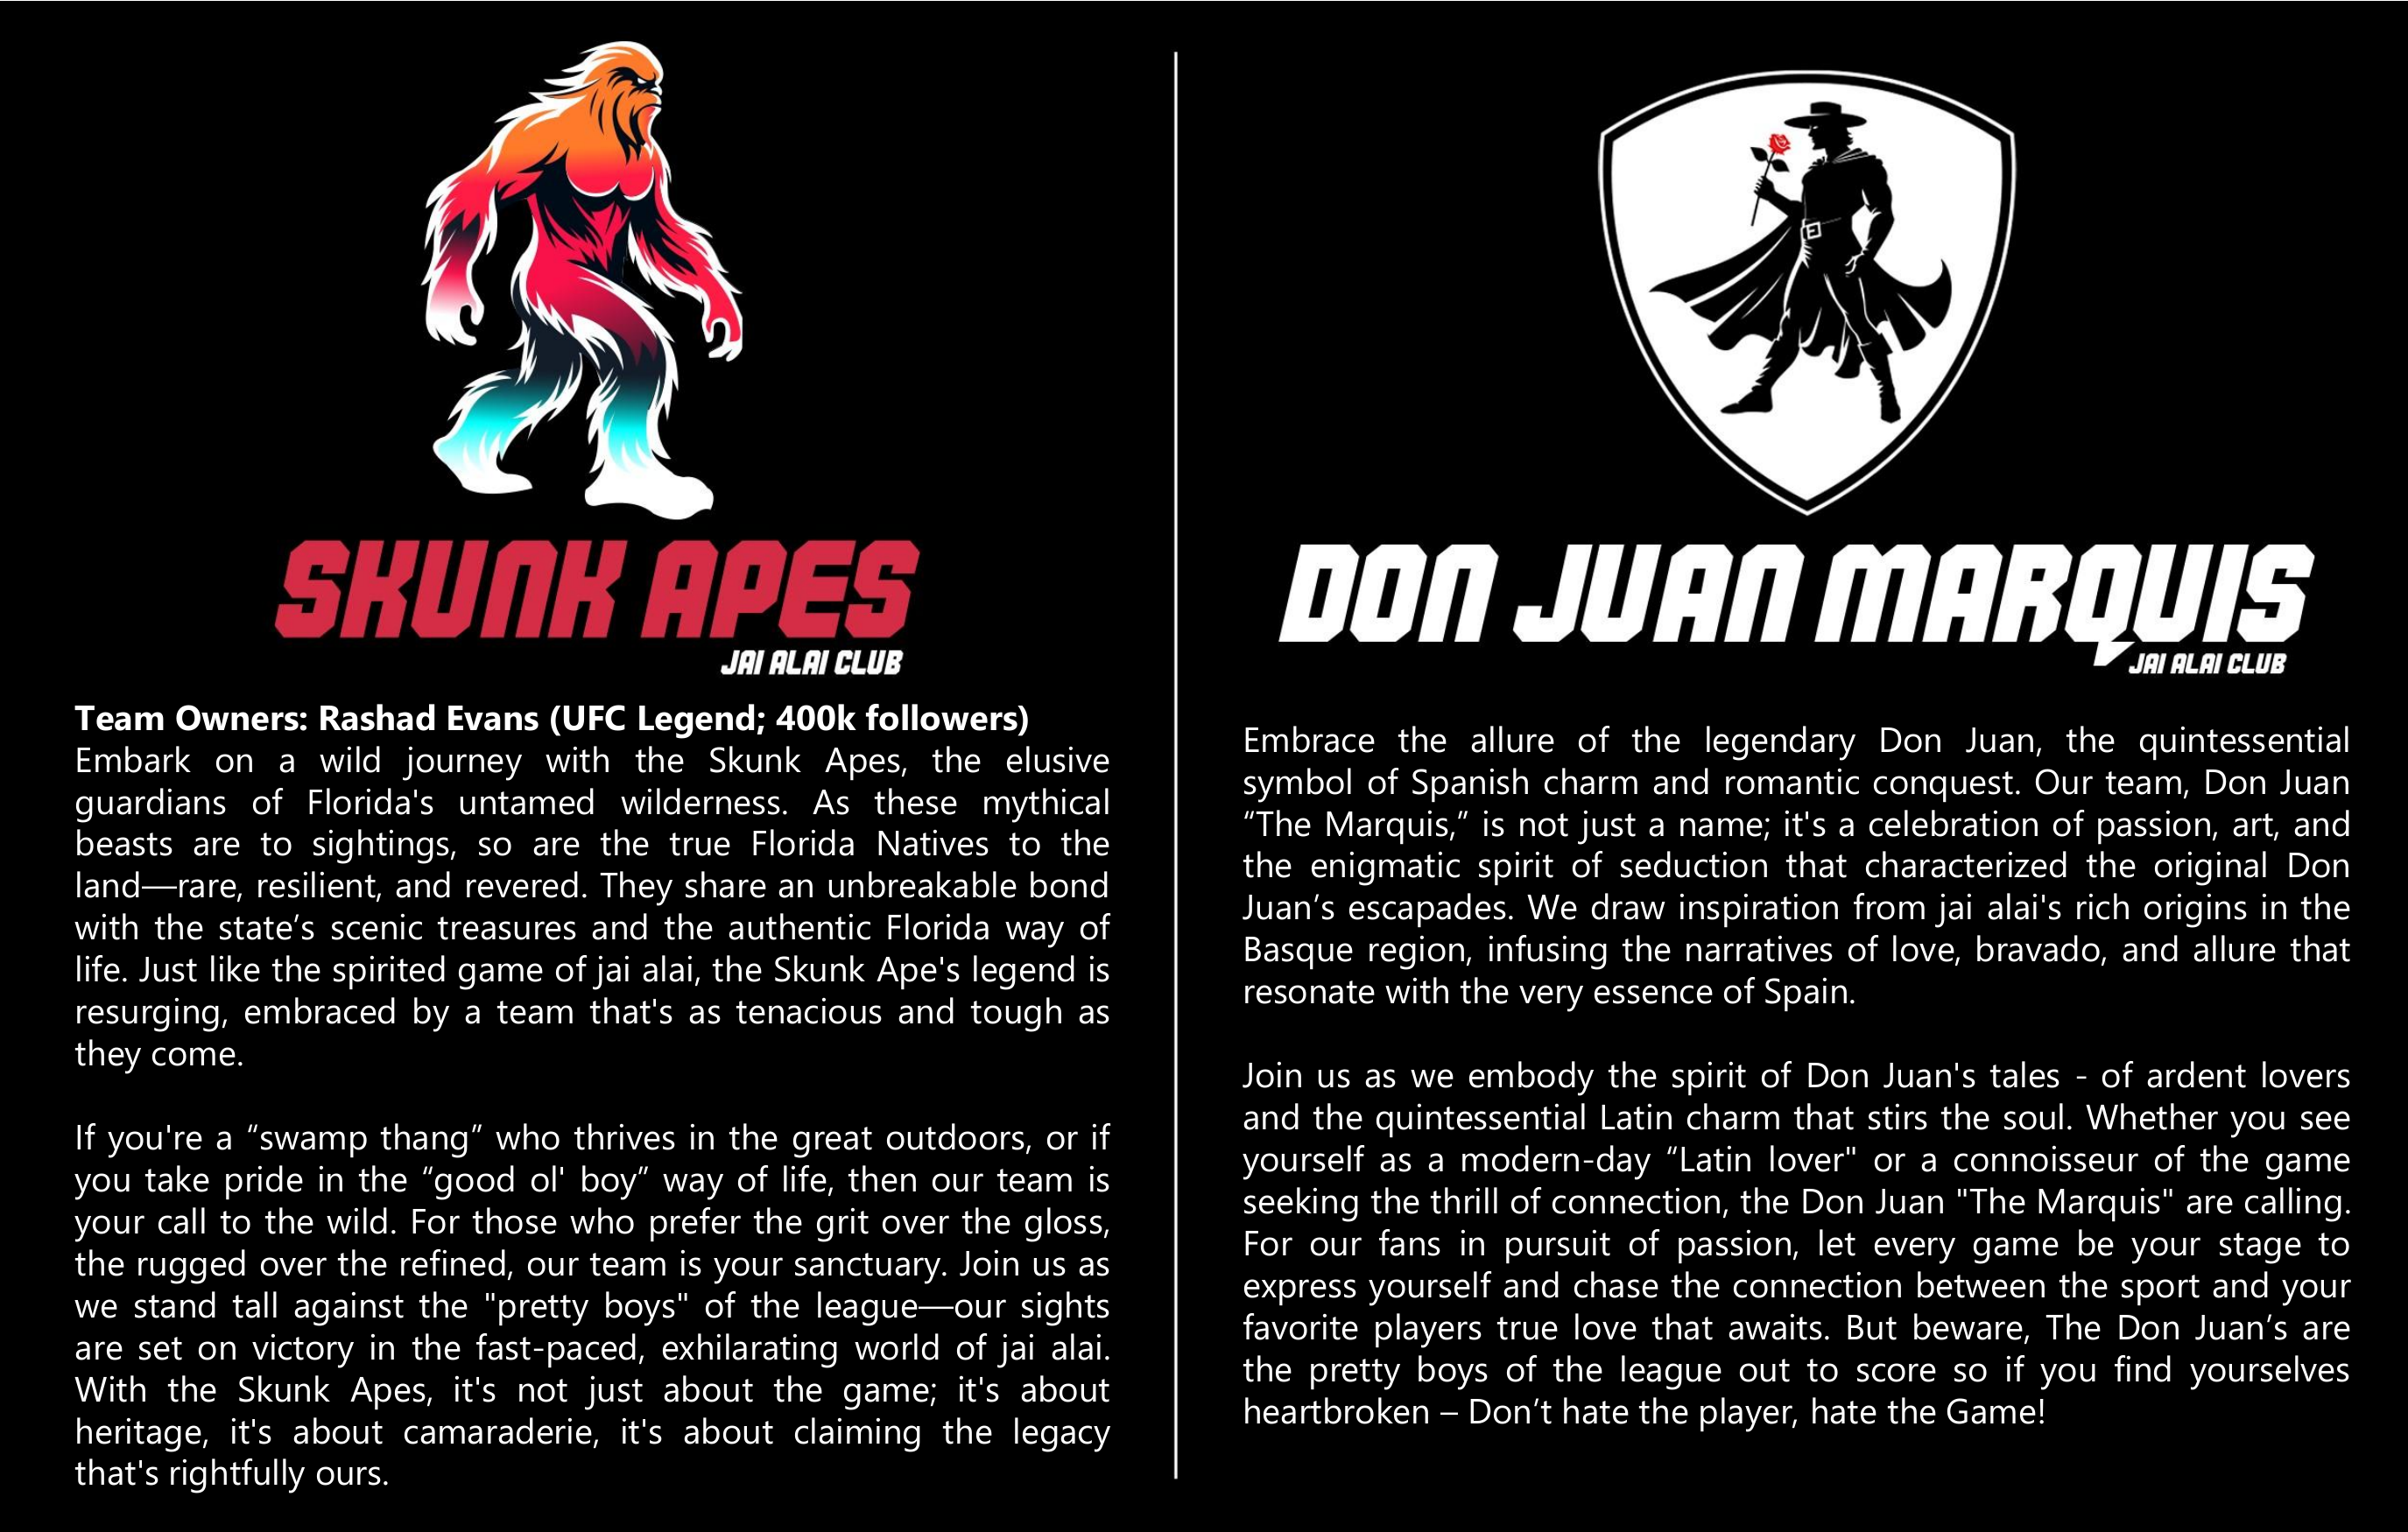 SKUNK APES
JAI ALAI CLUB
Team Owners: Rashad Evans (UFC Legend; 400k followers)
Embark on a wild journey with the Skunk Apes, the elusive
guardians of Florida's untamed wilderness. As these mythical
beasts are to sightings, so are the true Florida Natives to the
land—rare, resilient, and revered. They share an unbreakable bond
with the state’s scenic treasures and the authentic Florida way of
life. Just like the spirited game of jai alai, the Skunk Ape's legend is
resurging, embraced by a team that's as tenacious and tough as
they come.
If you're a “swamp thang” who thrives in the great outdoors, or if
you take pride in the “good ol' boy” way of life, then our team is
your call to the wild. For those who prefer the grit over the gloss,
the rugged over the refined, our team is your sanctuary. Join us as
we stand tall against the "pretty boys" of the league—our sights
are set on victory in the fast-paced, exhilarating world of jai alai.
With the Skunk Apes, it's not just about the game; it's about
heritage, it's about camaraderie, it's about claiming the legacy
that's rightfully ours.
DON JUAN MARQUIS
JAI ALAI CLUB
Embrace the allure of the legendary Don Juan, the quintessential
symbol of Spanish charm and romantic conquest. Our team, Don Juan
“The Marquis,” is not just a name; it's a celebration of passion, art, and
the enigmatic spirit of seduction that characterized the original Don
Juan’s escapades. We draw inspiration from jai alai's rich origins in the
Basque region, infusing the narratives of love, bravado, and allure that
resonate with the very essence of Spain.
Join us as we embody the spirit of Don Juan's tales - of ardent lovers
and the quintessential Latin charm that stirs the soul. Whether you see
yourself as a modern-day “Latin lover" or a connoisseur of the game
seeking the thrill of connection, the Don Juan "The Marquis" are calling.
For our fans in pursuit of passion, let every game be your stage to
express yourself and chase the connection between the sport and your
favorite players true love that awaits. But beware, The Don Juan’s are
the pretty boys of the league out to score so if you find yourselves
heartbroken – Don’t hate the player, hate the Game!